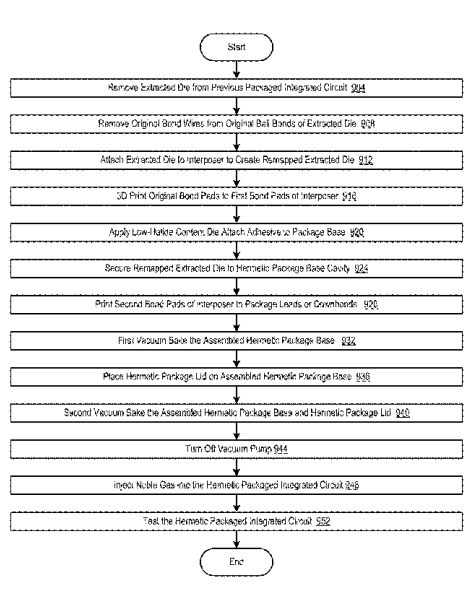 Start
Remove Extracted Die from Previous Packaged Integrated Circuit 904
Remove Original Bond Wires from Original Ball Bonds of Extracted Die 908
Attach Extracted Die to Interposer to Create Remapped Extracted Die 912
3D Print Original Bond Pads to First Bond Pads of Interposer 916
Apply Low-Halide Content Die Attach Adhesive to Package Base 920
Secure Remapped Extracted Die to Hermetic Package Base Cavity 924
Print Second Bond Pads of Interposer to Package Leads or Downbonds 928
First Vacuum Bake the Assembled Hermetic Package Base 932
Place Hermetic Package Lid on Assembled Hermetic Package Base 936
Second Vacuum Bake the Assembled Hermetic Package Base and Hermetic Package Lid 940
Turn Off Vacuum Pump 944
Inject Noble Gas into the Hermetic Packaged Integrated Circuit 948
Test the Hermetic Packaged Integrated Circuit 952
End